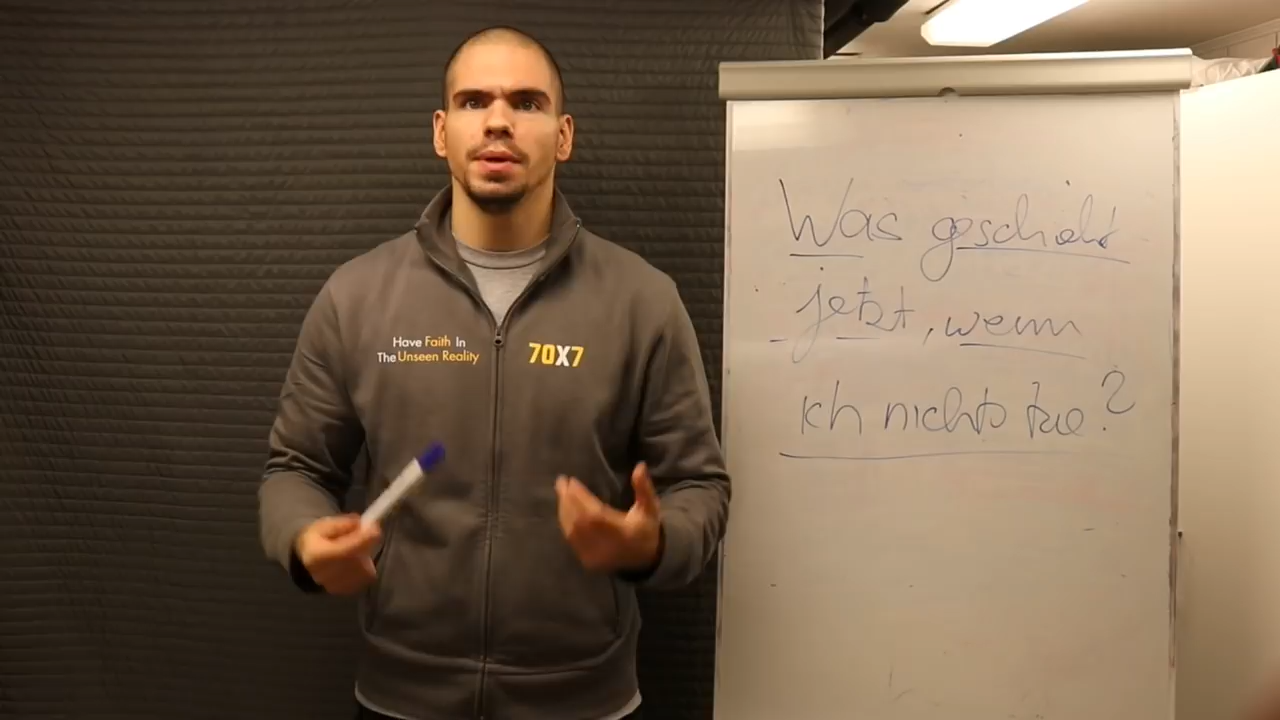 Have Faith In
The Unseen Reality
70X7
Was geschieht
jetzt, wenn
ich nichts tue?